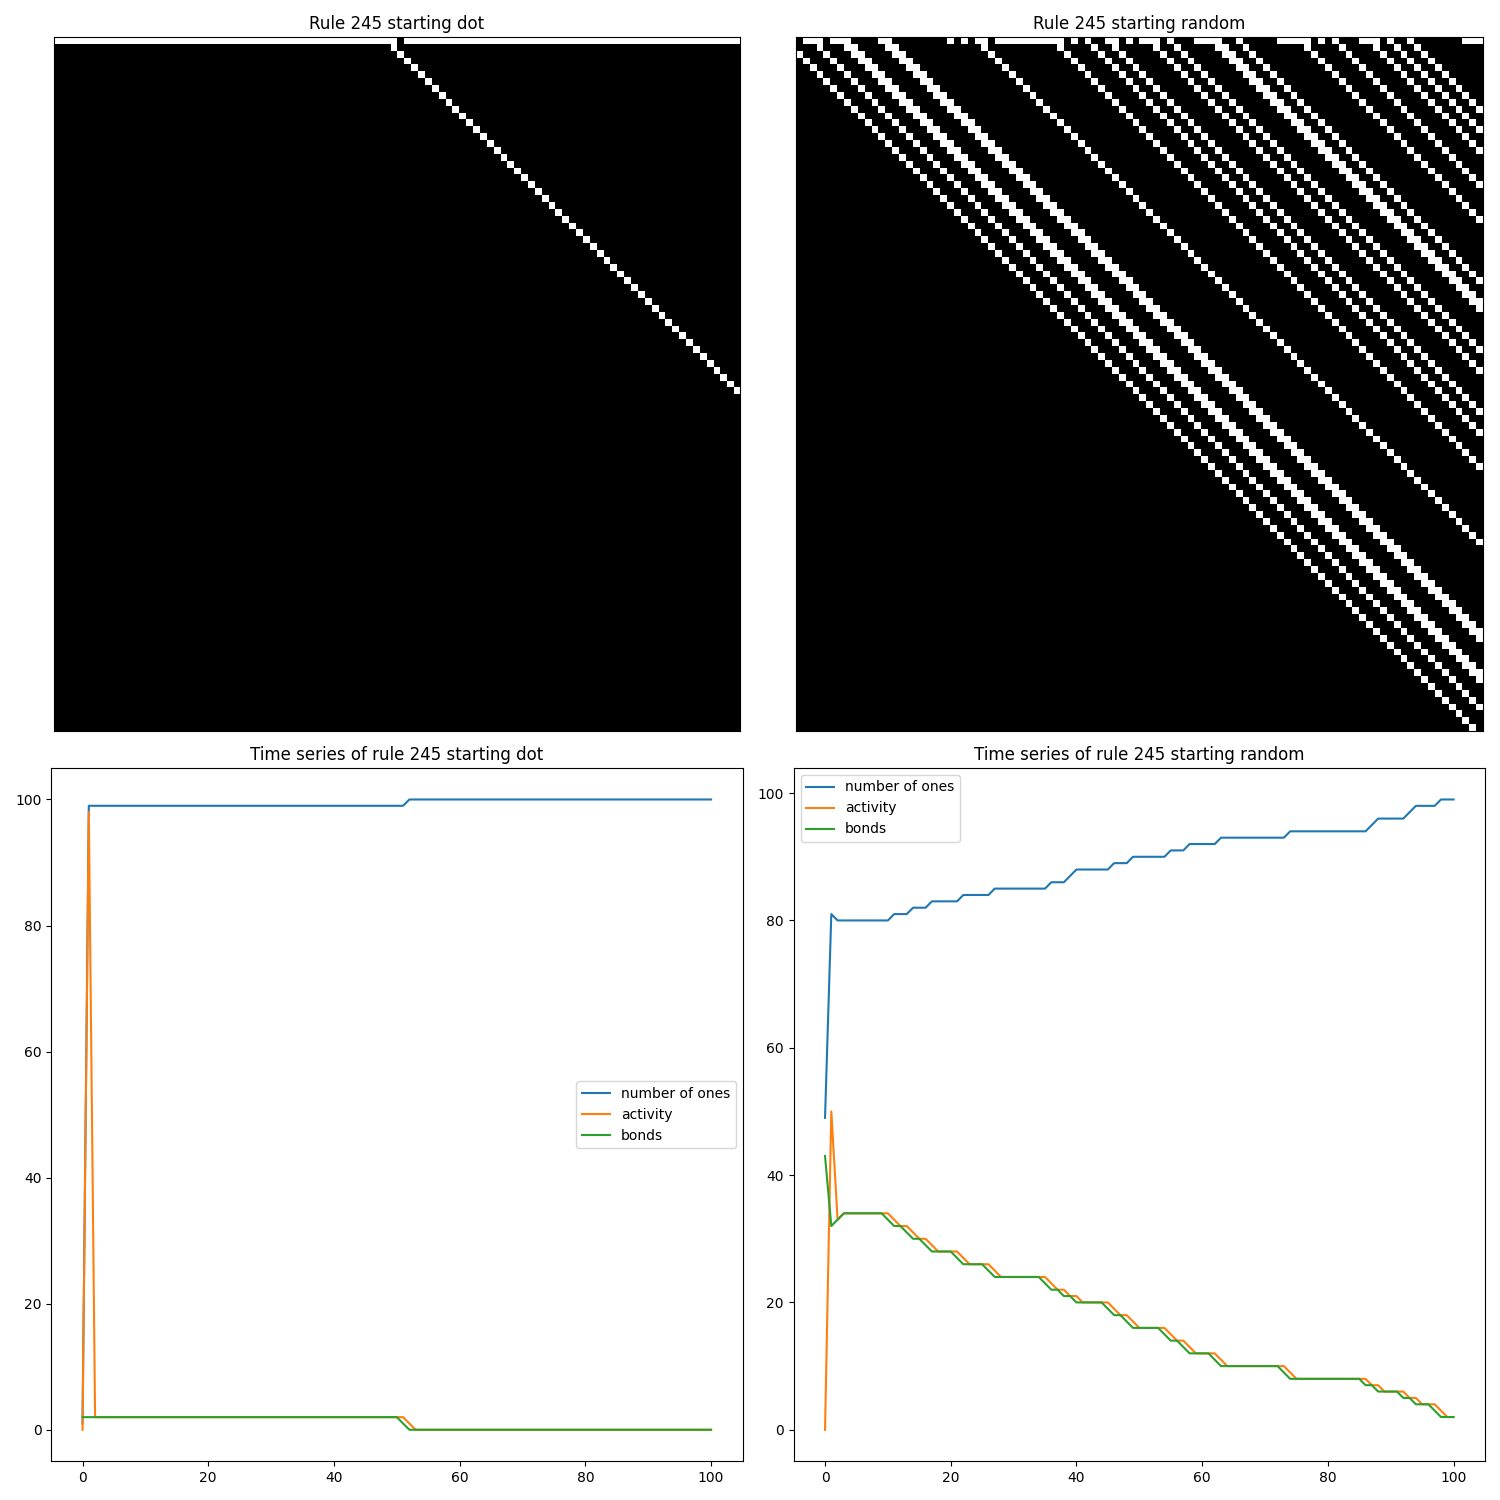 Rule 245 starting dot
Rule 245 starting random
Time series of rule 245 starting dot
100
80
60
40
20
0
number of ones
activity
bonds
0 20 40 60 80 100
Time series of rule 245 starting random
number of ones
activity
bonds
100
80
60
40
20
0
0 20 40 60 80 100